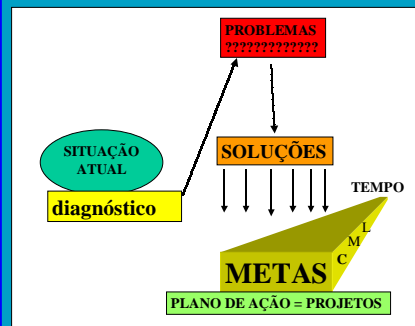 PROBLEMAS
?????????????
SITUAÇÃO
ATUAL
diagnóstico
SOLUÇÕES
TEMPO
L
M
C
METAS
PLANO DE AÇÃO = PROJETOS